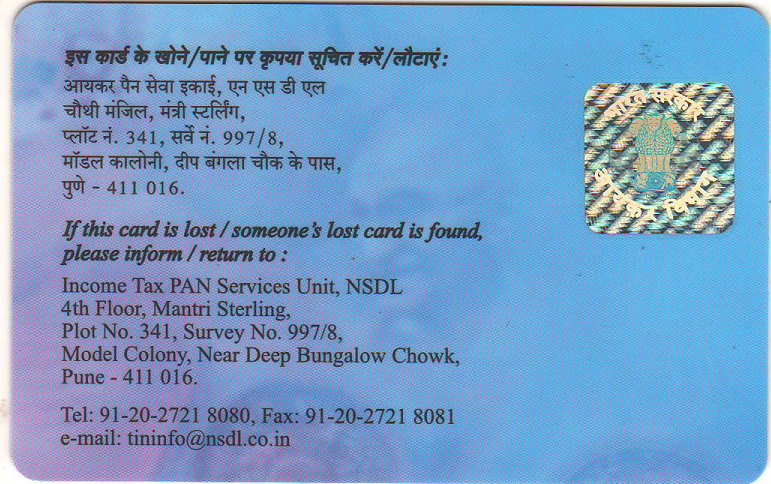 इस कार्ड के खोने/पाने पर कृपया सूचित करें/लौटाएं:
आयकर पैन सेवा इकाई, एन एस डी एल
चौथी मंजिल, मंत्री स्टर्लिंग,
प्लॉट नं. 341, सर्वे नं. 997/8,
मॉडल कालोनी, दीप बंगला चौक के पास,
पुणे - 411 016.
If this card is lost / someone's lost card is found,
please inform / return to :
Income Tax PAN Services Unit, NSDL
4th Floor, Mantri Sterling,
Plot No. 341, Survey No. 997/8,
Model Colony, Near Deep Bungalow Chowk,
Pune - 411 016.
Tel: 91-20-2721 8080, Fax: 91-20-2721 8081
e-mail: tininfo@nsdl.co.in
भारत सरकार
आयकर विभाग